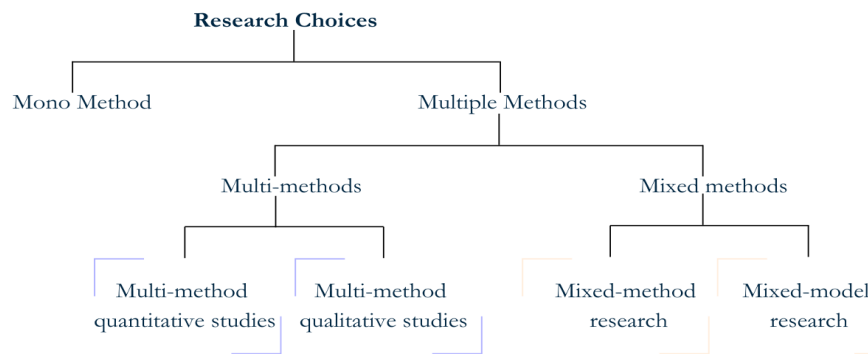 Research Choices
Mono Method
Multiple Methods
Multi-methods
Mixed methods
Multi-method
quantitative studies
Multi-method
qualitative studies
Mixed-method
research
Mixed-model
research